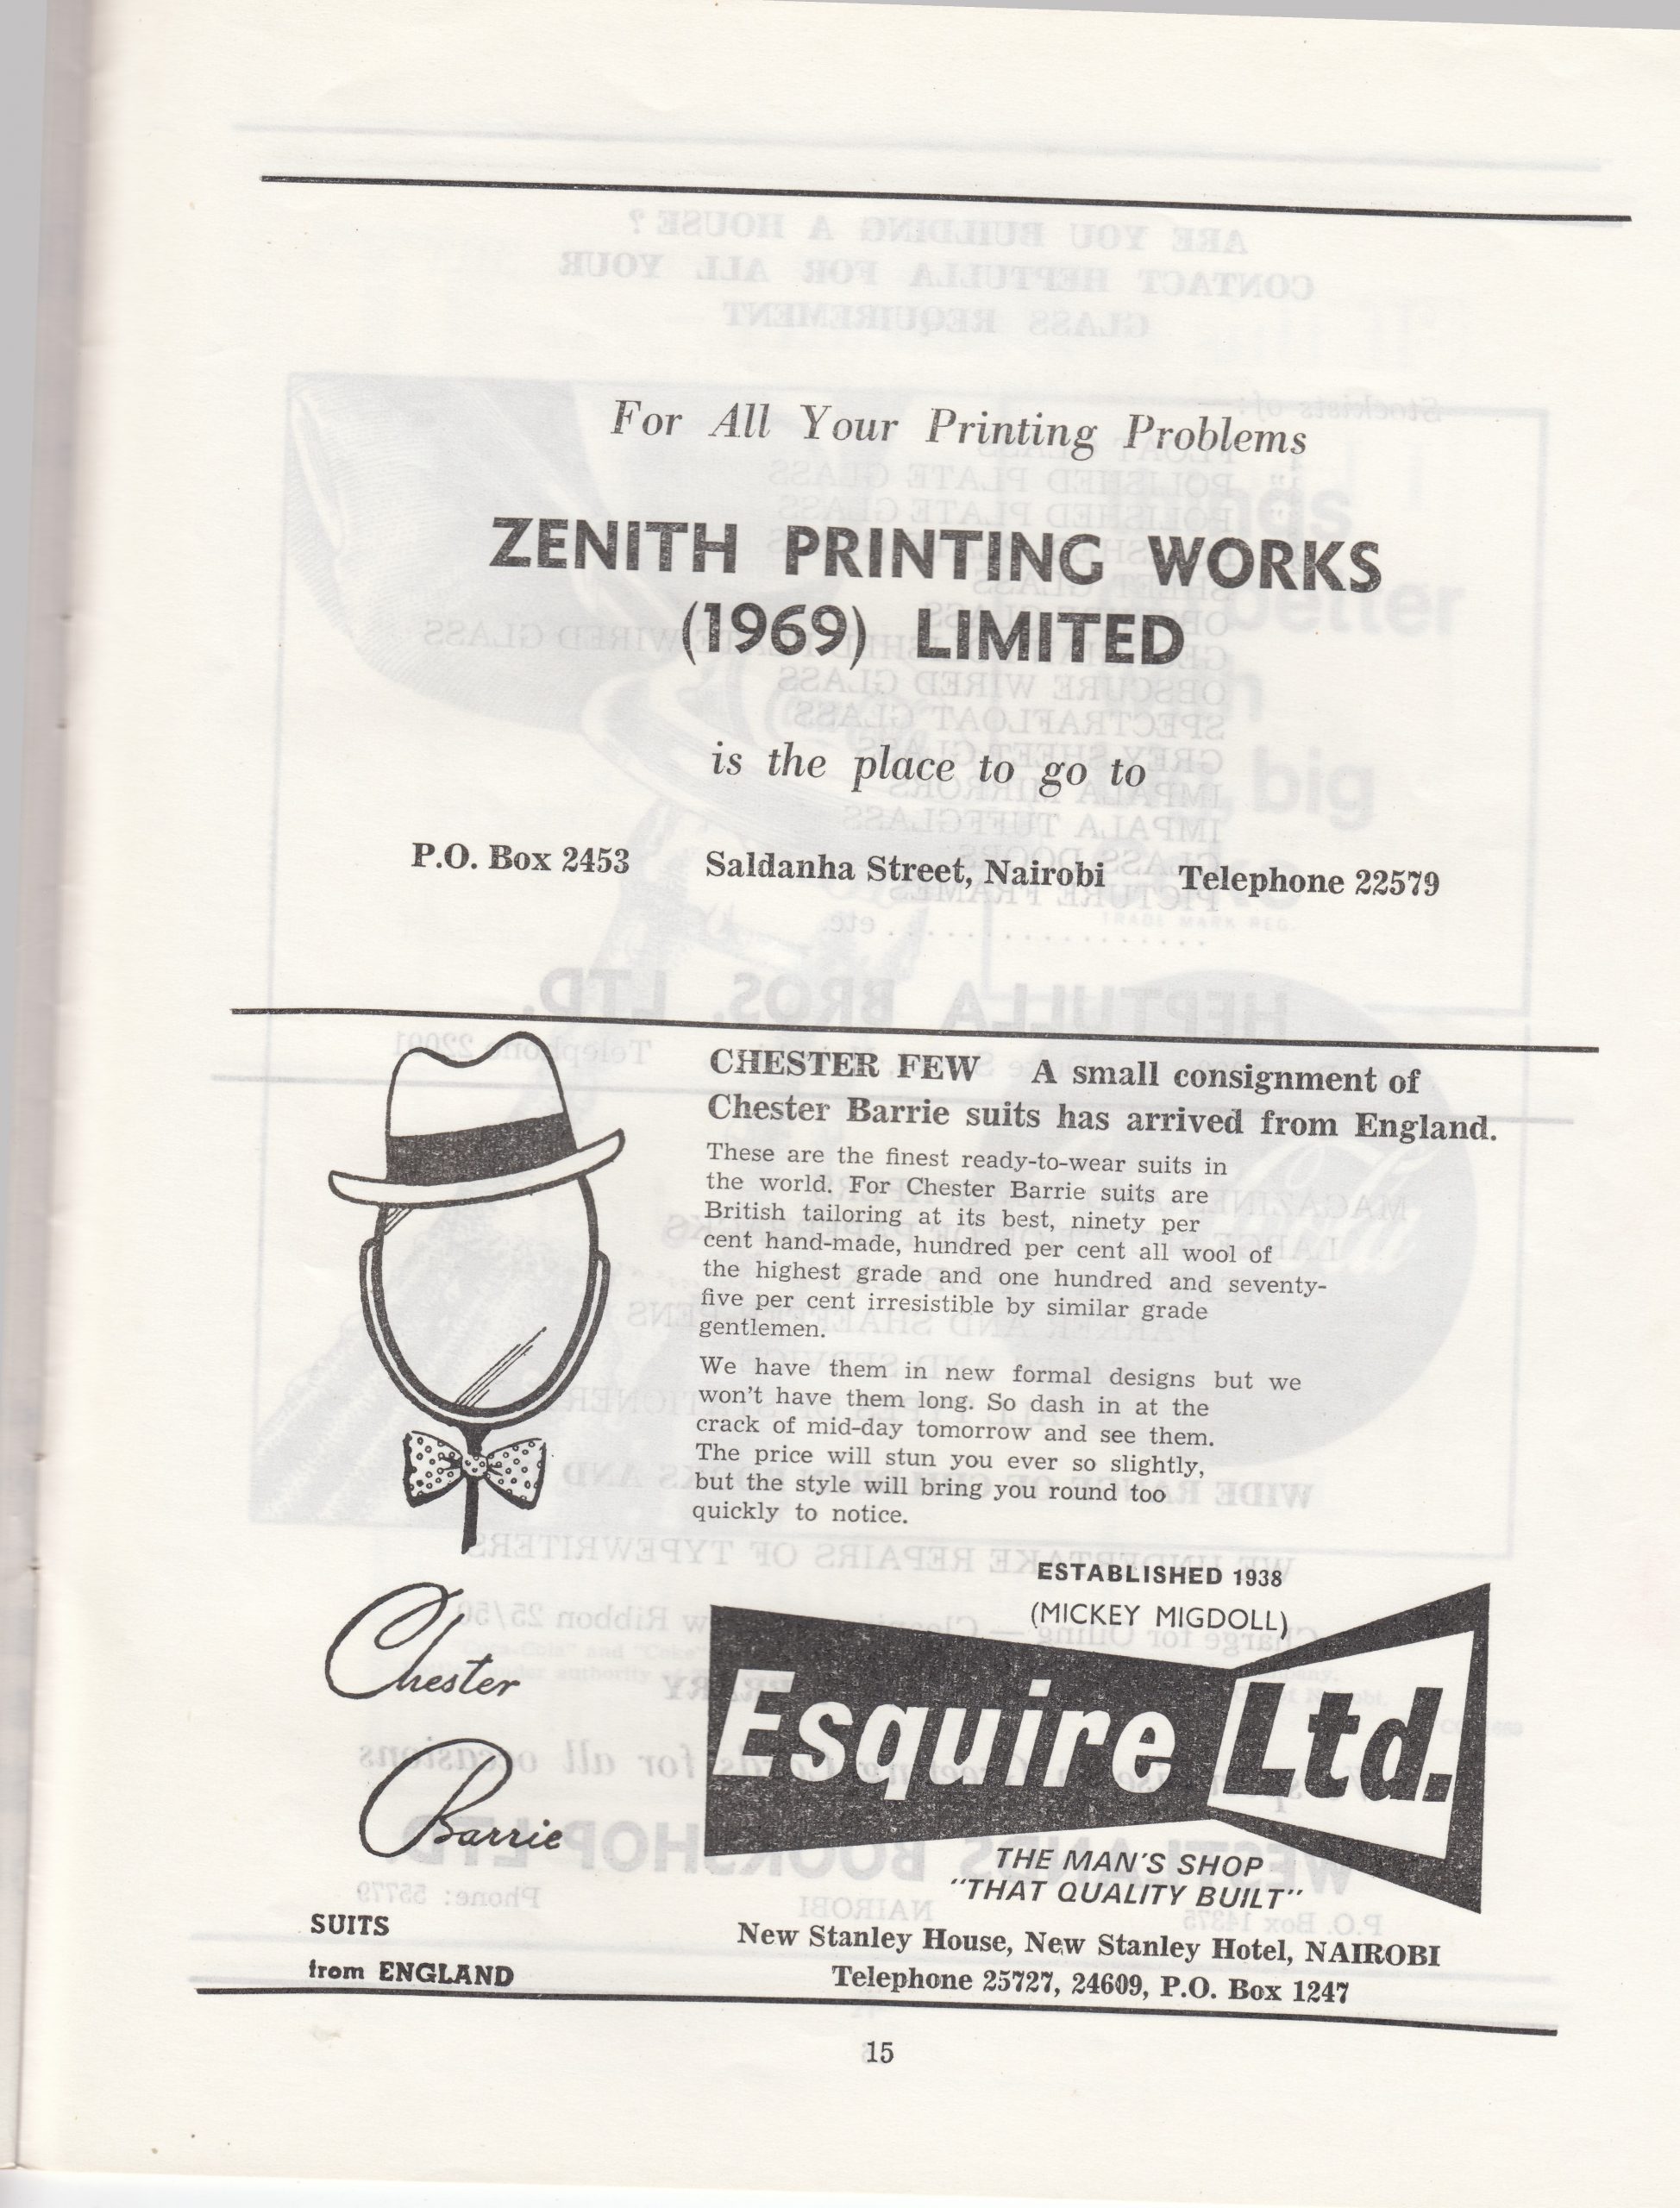 For All Your Printing Problems
ZENITH PRINTING WORKS
(1969) LIMITED
is the place to go to
P.O. Box 2453 Saldanha Street, Nairobi Telephone 22579
CHESTER FEW A small consignment of
Chester Barrie suits has arrived from England.
These are the finest ready-to-wear suits in
the world. For Chester Barrie suits are
British tailoring at its best, ninety per
cent hand-made, hundred per cent all wool of
the highest grade and one hundred and seventy-
five per cent irresistible by similar grade
gentlemen.
We have them in new formal designs but we
won't have them long. So dash in at the
crack of mid-day tomorrow and see them.
The price will stun you ever so slightly,
but the style will bring you round too
quickly to notice.
Chester
Barrie
SUITS
from ENGLAND
ESTABLISHED 1938
(MICKEY MIGDOLL)
Esquire Ltd.
THE MAN'S SHOP
"THAT QUALITY BUILT"
New Stanley House, New Stanley Hotel, NAIROBI
Telephone 25727, 24609, P.O. Box 1247
15